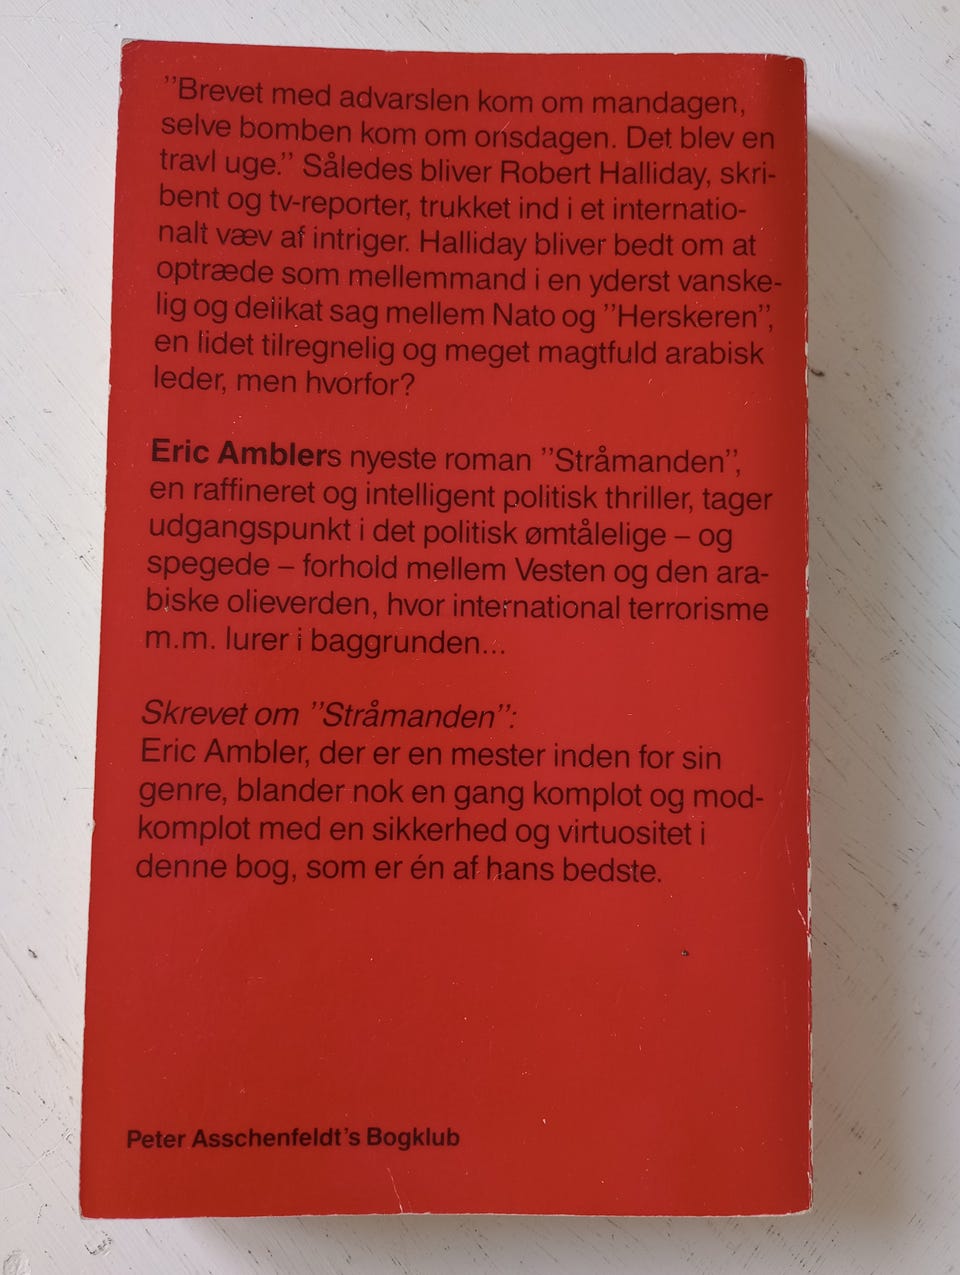 ”Brevet med advarslen kom om mandagen,
selve bomben kom om onsdagen. Det blev en
travl uge.” Således bliver Robert Halliday, skri-
bent og tv-reporter, trukket ind i et internatio-
nalt væv af intriger. Halliday bliver bedt om at
optræde som mellemmand i en yderst vanske-
lig og delikat sag mellem Nato og ”Herskeren”,
en lidet tilregnelig og meget magtfuld arabisk
leder, men hvorfor?
Eric Amblers nyeste roman ”Stråmanden”,
en raffineret og intelligent politisk thriller, tager
udgangspunkt i det politisk ømtålelige – og
spegede – forhold mellem Vesten og den ara-
biske olieverden, hvor international terrorisme
m.m. lurer i baggrunden...
Skrevet om ”Stråmanden”:
Eric Ambler, der er en mester inden for sin
genre, blander nok en gang komplot og mod-
komplot med en sikkerhed og virtuositet i
denne bog, som er én af hans bedste.
Peter Asschenfeldt's Bogklub